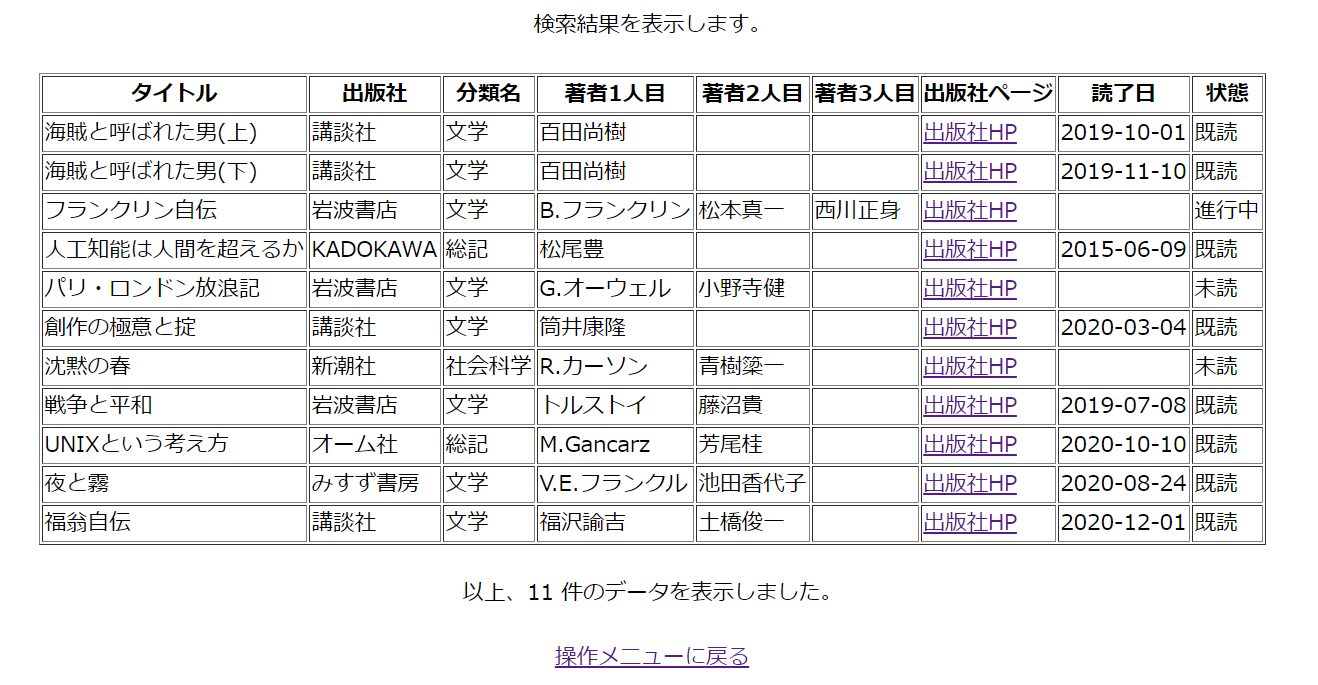 検索結果を表示します。
タイトル 出版社 分類名 著者1人目 著者2人目 著者3人目 出版社ページ 読了日 状態
海賊と呼ばれた男(上) 講談社 文学 百田尚樹 出版社HP 2019-10-01 既読
海賊と呼ばれた男(下) 講談社 文学 百田尚樹 出版社HP 2019-11-10 既読
フランクリン自伝 岩波書店 文学 B.フランクリン 松本真一 西川正身 出版社HP 進行中
人工知能は人間を超えるか KADOKAWA 総記 松尾豊 出版社HP 2015-06-09 既読
パリ・ロンドン放浪記 岩波書店 文学 G.オーウェル 小野寺健 出版社HP 未読
創作の極意と掟 講談社 文学 筒井康隆 出版社HP 2020-03-04 既読
沈黙の春 新潮社 社会科学 R.カーソン 青樹簗一 出版社HP 未読
戦争と平和 岩波書店 文学 トルストイ 藤沼貴 出版社HP 2019-07-08 既読
UNIXという考え方 オーム社 総記 M.Gancarz 芳尾桂 出版社HP 2020-10-10 既読
夜と霧 みすず書房 文学 V.E.フランクル 池田香代子 出版社HP 2020-08-24 既読
福翁自伝 講談社 文学 福沢諭吉 土橋俊一 出版社HP 2020-12-01 既読
以上、11 件のデータを表示しました。
操作メニューに戻る